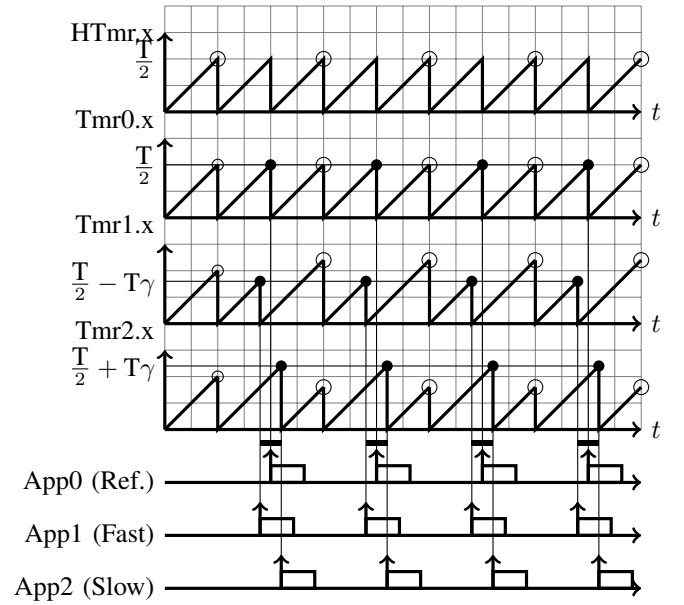 HTmr.x
T/2
t
Tmr0.x
T/2
t
Tmr1.x
T/2 − Tγ
t
Tmr2.x
T/2 + Tγ
t
App0 (Ref.)
App1 (Fast)
App2 (Slow)